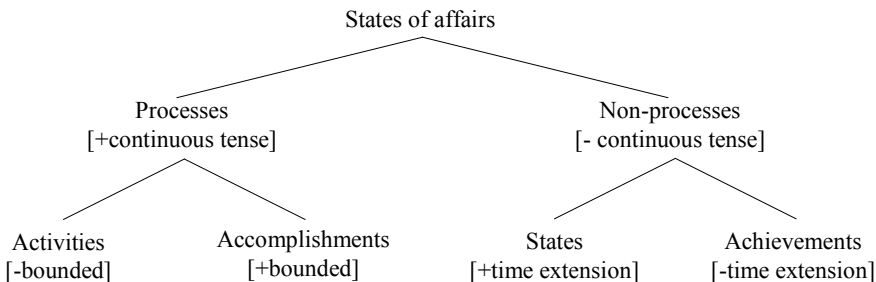 States of affairs
Processes
[+continuous tense]
Non-processes
[- continuous tense]
Activities
[-bounded]
Accomplishments
[+bounded]
States
[+time extension]
Achievements
[-time extension]